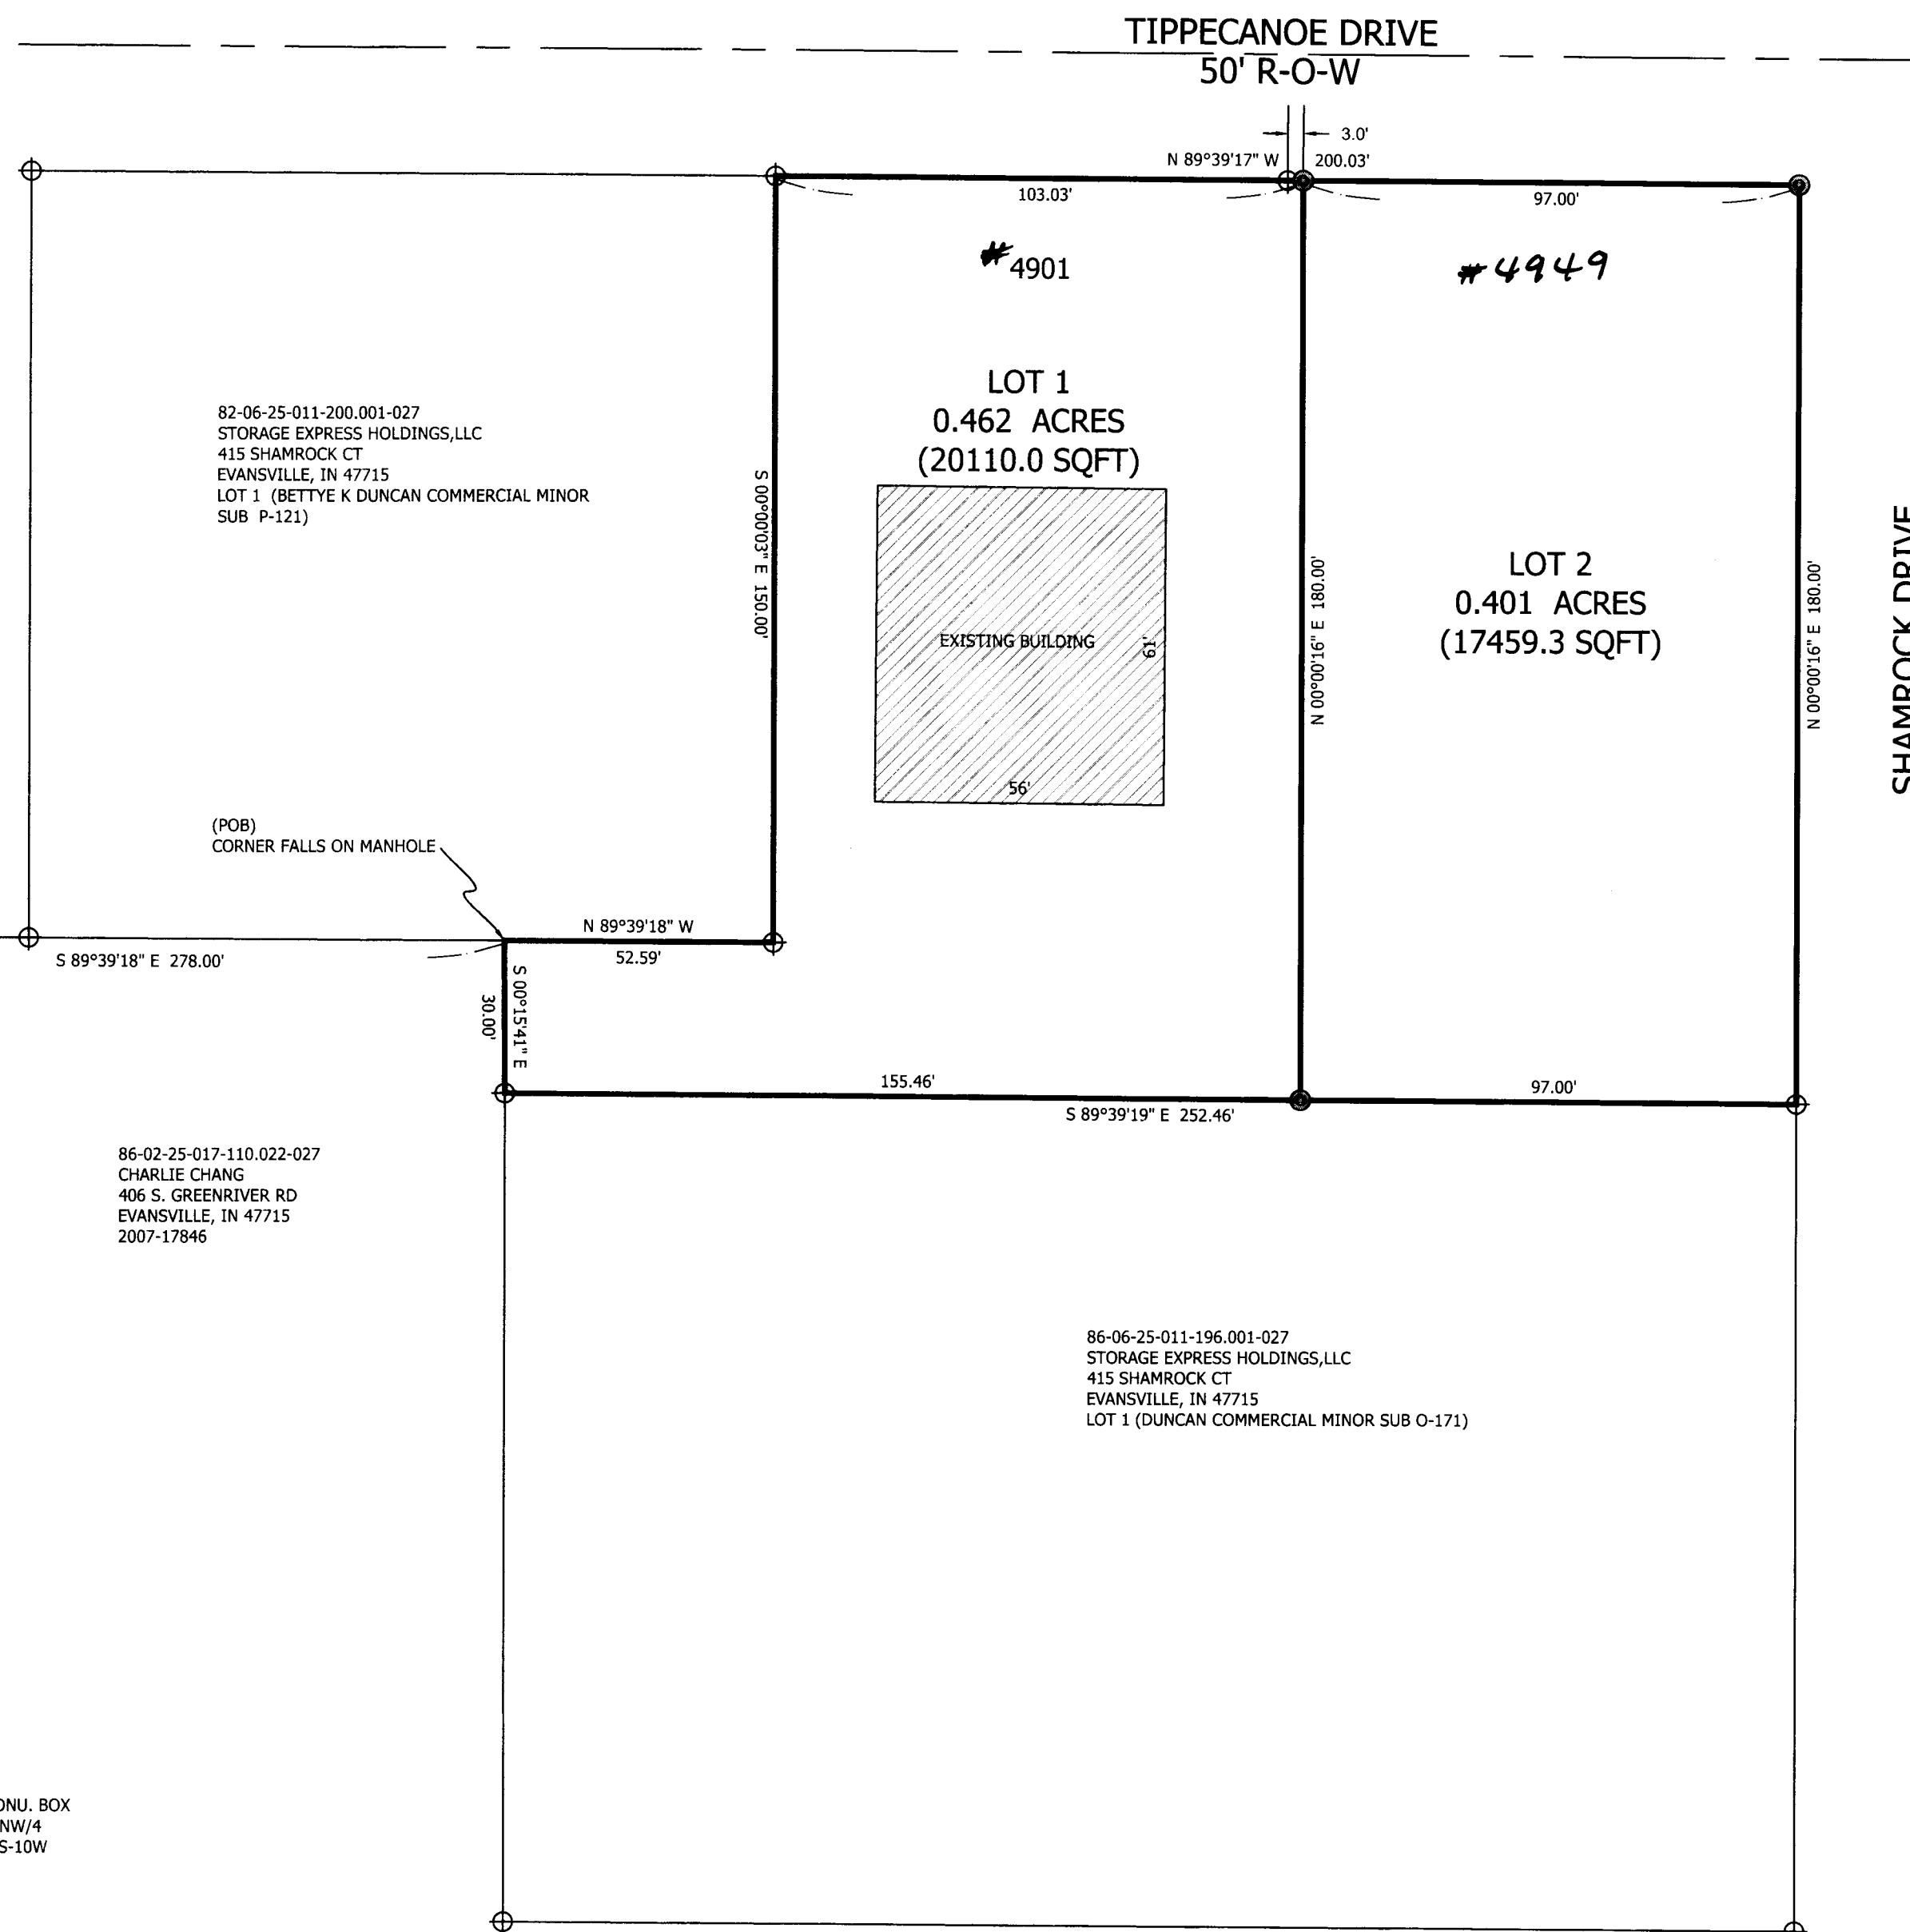 TIPPECANOE DRIVE
50' R-O-W
3.0'
N 89°39'17" W
200.03'
103.03'
97.00'
#4901
#4949
LOT 1
0.462 ACRES
(20110.0 SQFT)
82-06-25-011-200.001-027
STORAGE EXPRESS HOLDINGS,LLC
415 SHAMROCK CT
EVANSVILLE, IN 47715
LOT 1 (BETTYE K DUNCAN COMMERCIAL MINOR
SUB P-121)
S 00°00'03" E 150.00'
EXISTING BUILDING
61'
56'
N 00°00'16" E 180.00'
LOT 2
0.401 ACRES
(17459.3 SQFT)
N 00°00'16" E 180.00'
SHAMROCK DRIVE
(POB)
CORNER FALLS ON MANHOLE
N 89°39'18" W
52.59'
S 89°39'18" E 278.00'
S 00°15'41" E
30.00'
155.46'
97.00'
S 89°39'19" E 252.46'
86-02-25-017-110.022-027
CHARLIE CHANG
406 S. GREENRIVER RD
EVANSVILLE, IN 47715
2007-17846
86-06-25-011-196.001-027
STORAGE EXPRESS HOLDINGS,LLC
415 SHAMROCK CT
EVANSVILLE, IN 47715
LOT 1 (DUNCAN COMMERCIAL MINOR SUB O-171)
ONU. BOX
NW/4
S-10W